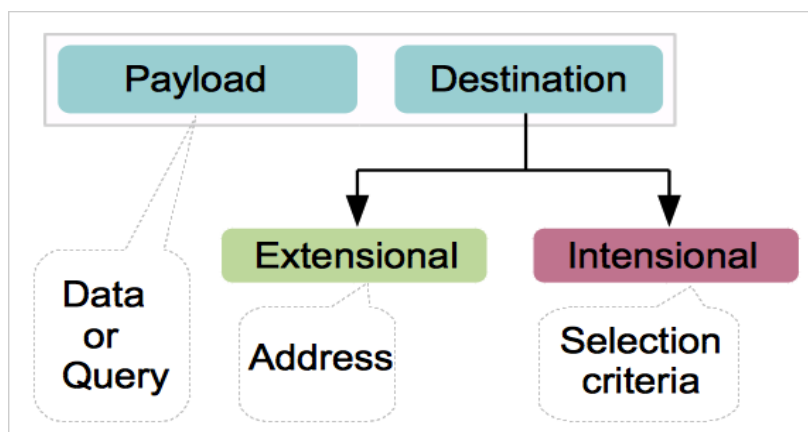 Payload
Destination
Extensional
Intensional
Data
or
Query
Address
Selection
criteria